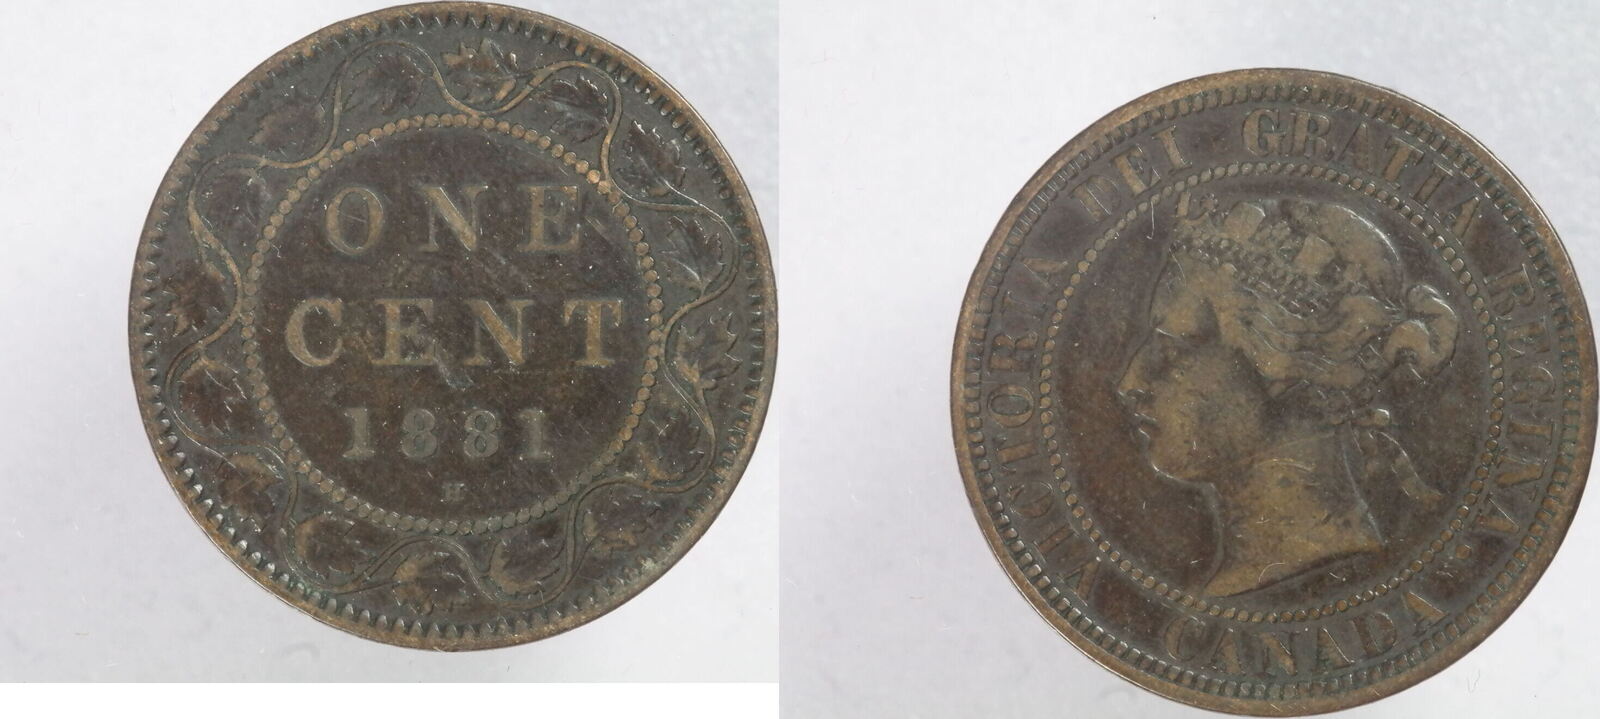 ONE
CENT
1881
H
VICTORIA DEI GRATIA REGINA.
CANADA